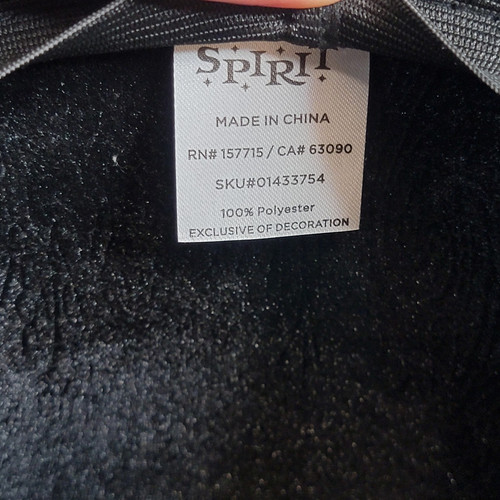 SPIRIT
MADE IN CHINA
RN# 157715 / CA# 63090
SKU#01433754
100% Polyester
EXCLUSIVE OF DECORATION